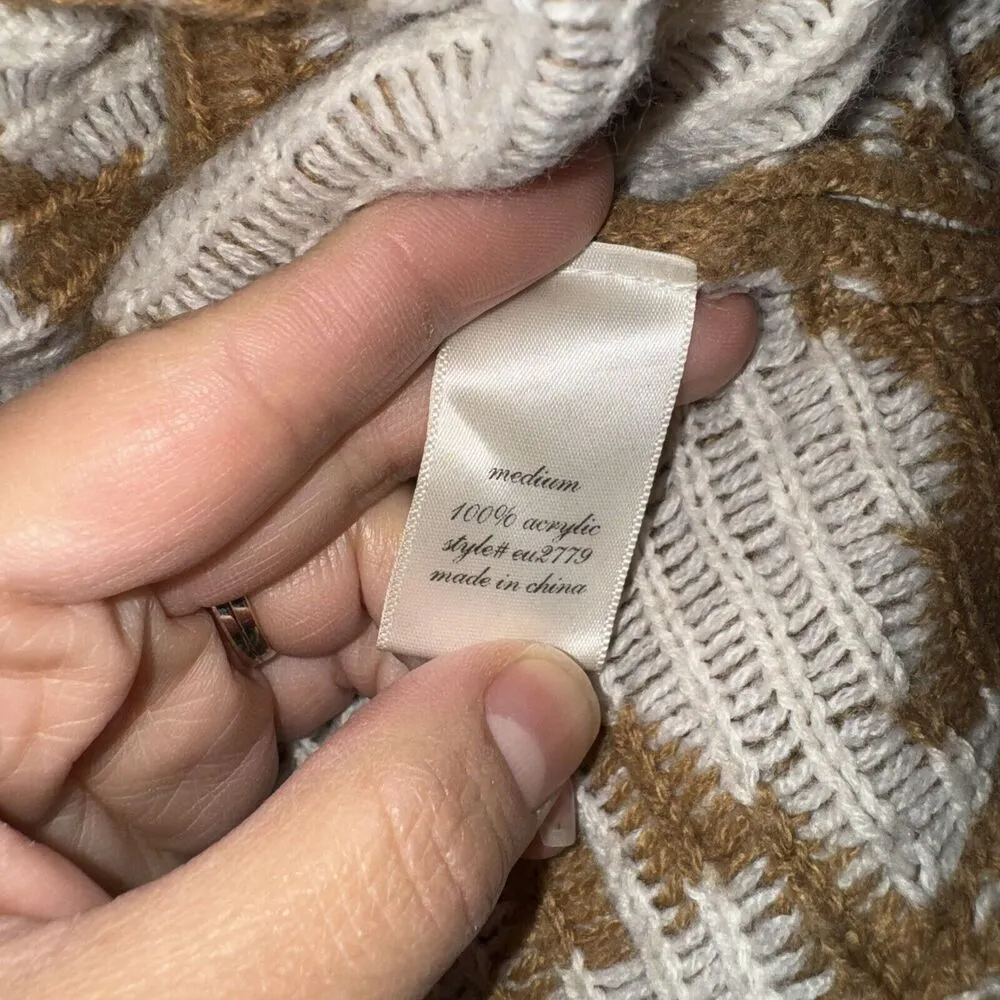 medium
100% acrylic
style# eu2779
made in china